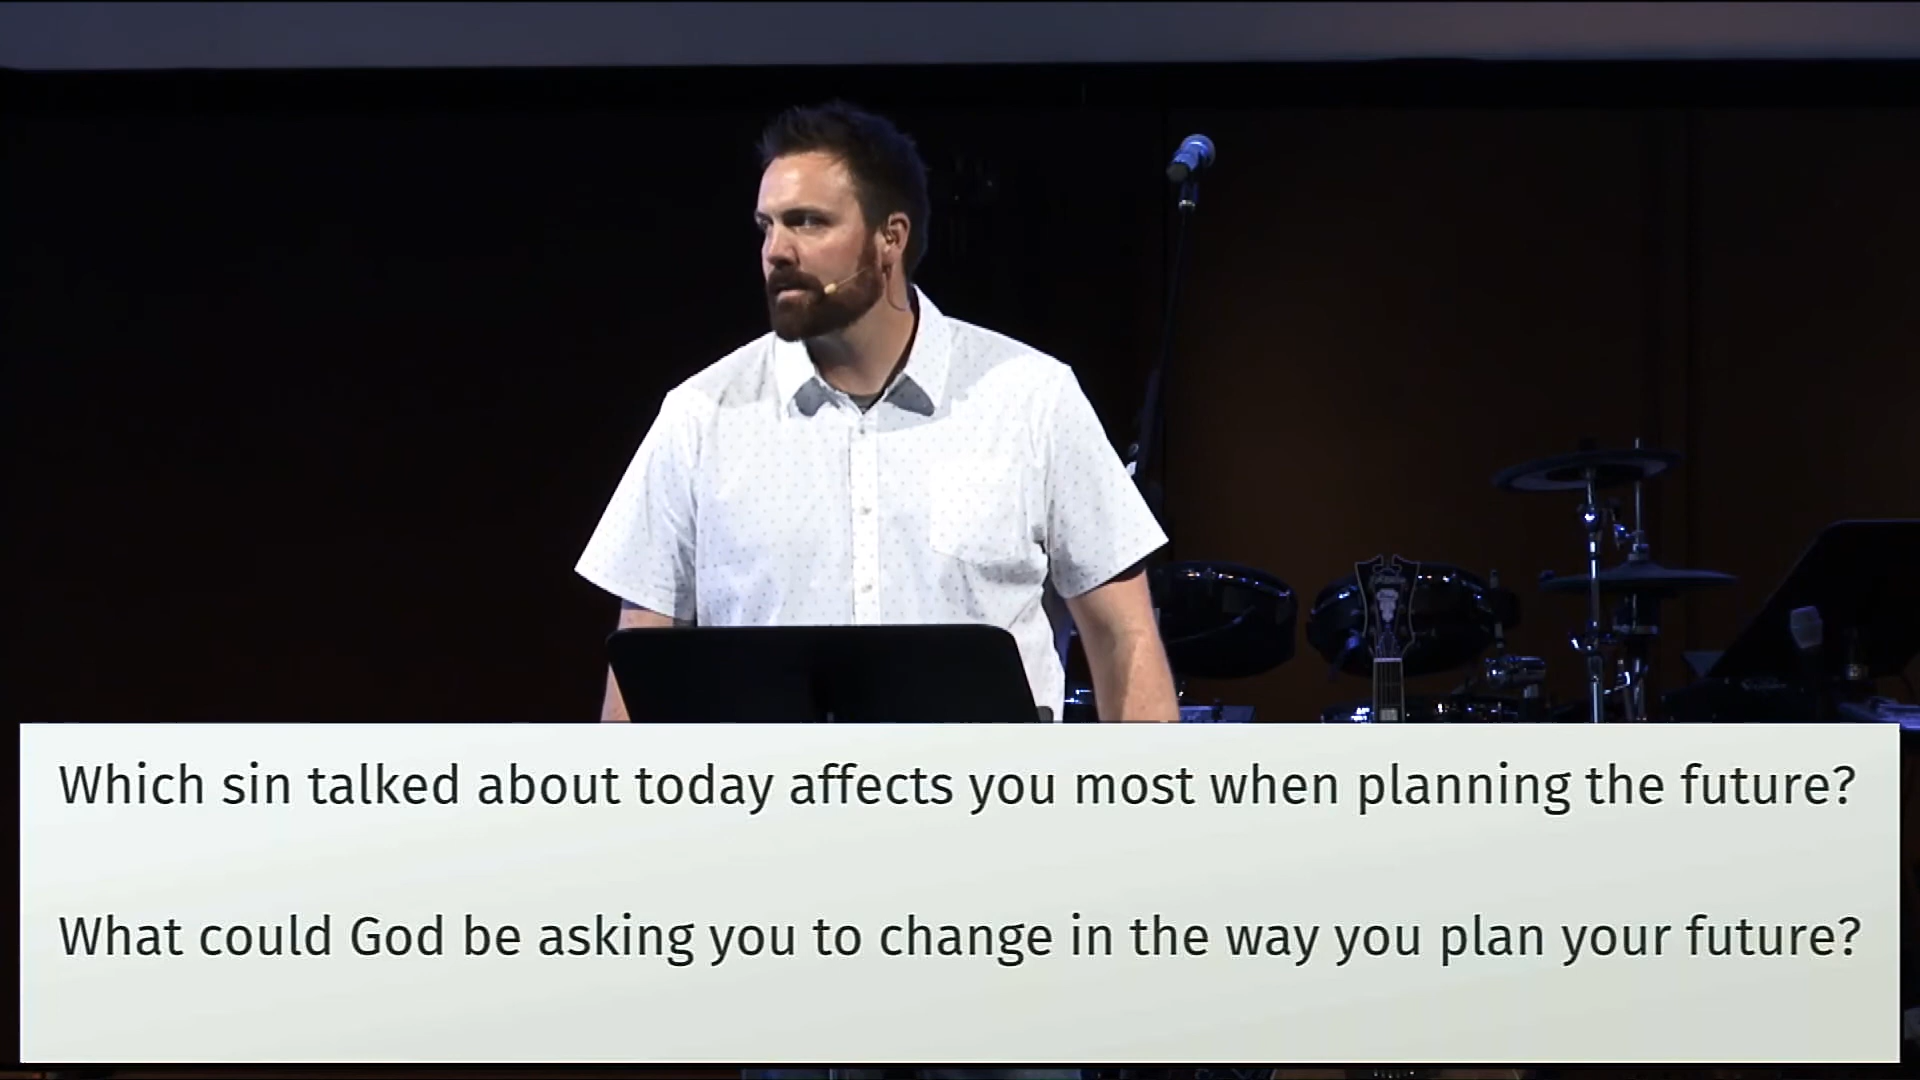 Which sin talked about today affects you most when planning the future?
What could God be asking you to change in the way you plan your future?